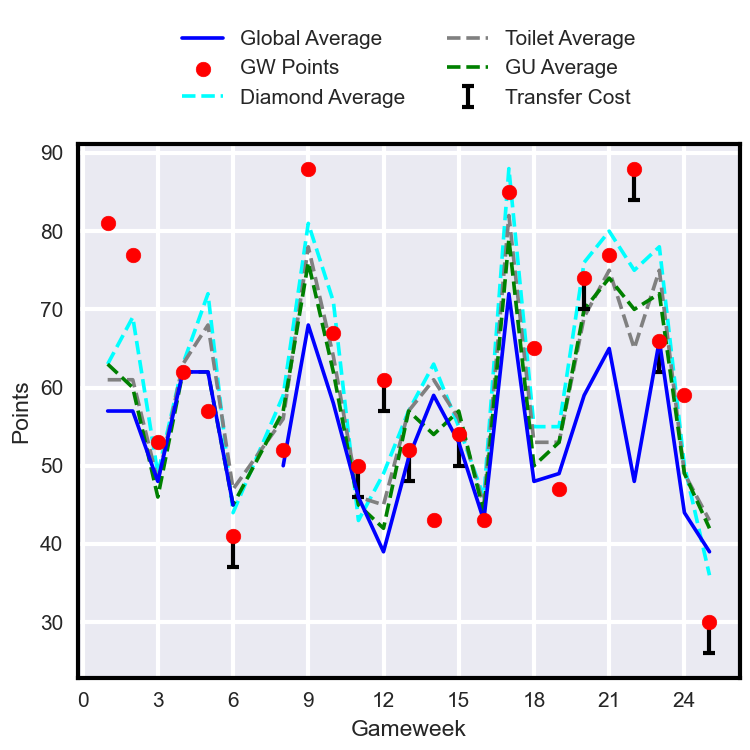 Global Average
GW Points
Diamond Average
Toilet Average
GU Average
Transfer Cost
90
80
70
60
50
40
30
Points
0 3 6 9 12 15 18 21 24
Gameweek